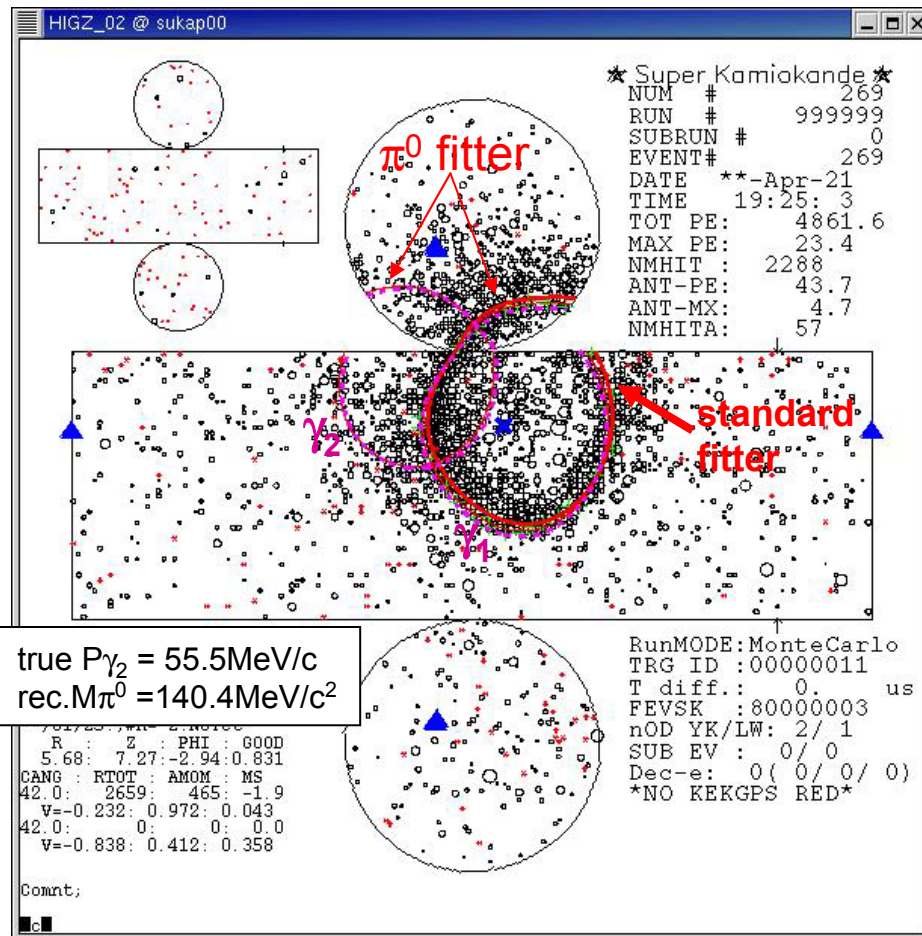 HIGZ_02 @ sukap00
★ Super Kamiokande ★
NUM # 269
RUN # 999999
SUBRUN # 0
EVENT# 269
DATE **-Apr-21
TIME 19:25: 3
TOT PE: 4861.6
MAX PE: 23.4
NMHIT : 2288
ANT-PE: 43.7
ANT-MX: 4.7
NMHITA: 57
π⁰ fitter
standard
fitter
γ₂
γ₁
true Pγ₂ = 55.5MeV/c
rec.Mπ⁰ =140.4MeV/c²
R : Z : PHI : GOOD
5.68: 7.27:-2.94:0.831
CANG : RTOT : AMOM : MS
42.0: 2659: 465: -1.9
V=-0.232: 0.972: 0.043
42.0: 0: 0: 0.0
V=-0.838: 0.412: 0.358
Comnt;
c
RunMODE:MonteCarlo
TRG ID :00000011
T diff.: 0. us
FEVSK :80000003
nOD YK/LW: 2/ 1
SUB EV : 0/ 0
Dec-e: 0( 0/ 0/ 0)
*NO KEKGPS RED*